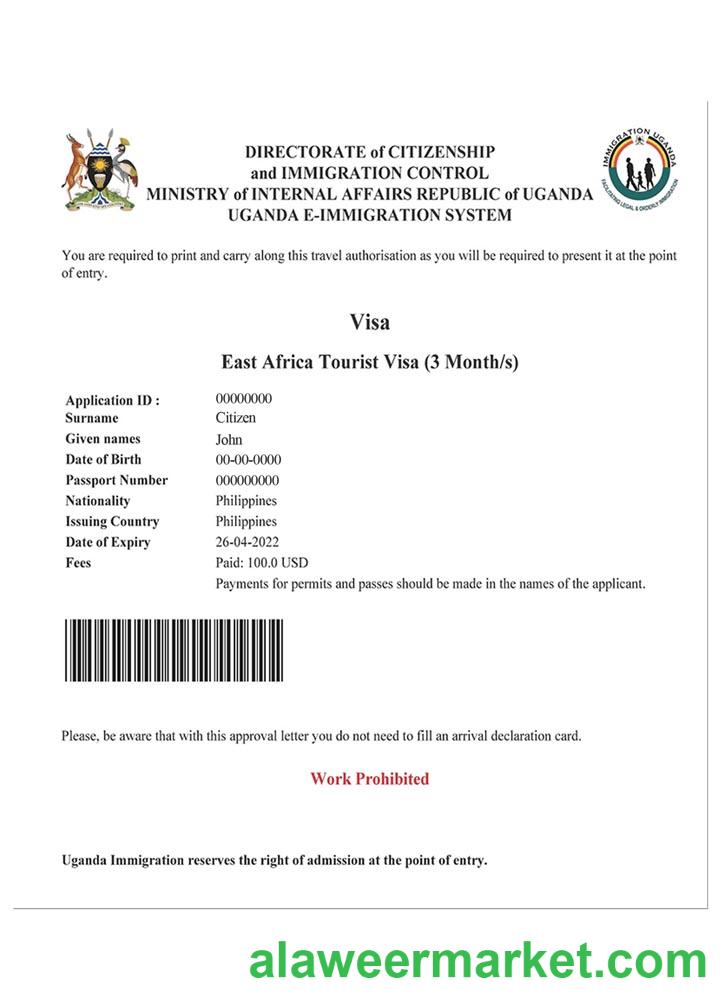 DIRECTORATE of CITIZENSHIP
and IMMIGRATION CONTROL
MINISTRY of INTERNAL AFFAIRS REPUBLIC of UGANDA
UGANDA E-IMMIGRATION SYSTEM
IMMIGRATION UGANDA
FACILITATING LEGAL & ORDERLY IMMIGRATION
You are required to print and carry along this travel authorisation as you will be required to present it at the point
of entry.
Visa
East Africa Tourist Visa (3 Month/s)
Application ID : 00000000
Surname Citizen
Given names John
Date of Birth 00-00-0000
Passport Number 000000000
Nationality Philippines
Issuing Country Philippines
Date of Expiry 26-04-2022
Fees Paid: 100.0 USD
Payments for permits and passes should be made in the names of the applicant.
Please, be aware that with this approval letter you do not need to fill an arrival declaration card.
Work Prohibited
Uganda Immigration reserves the right of admission at the point of entry.
alaweermarket.com